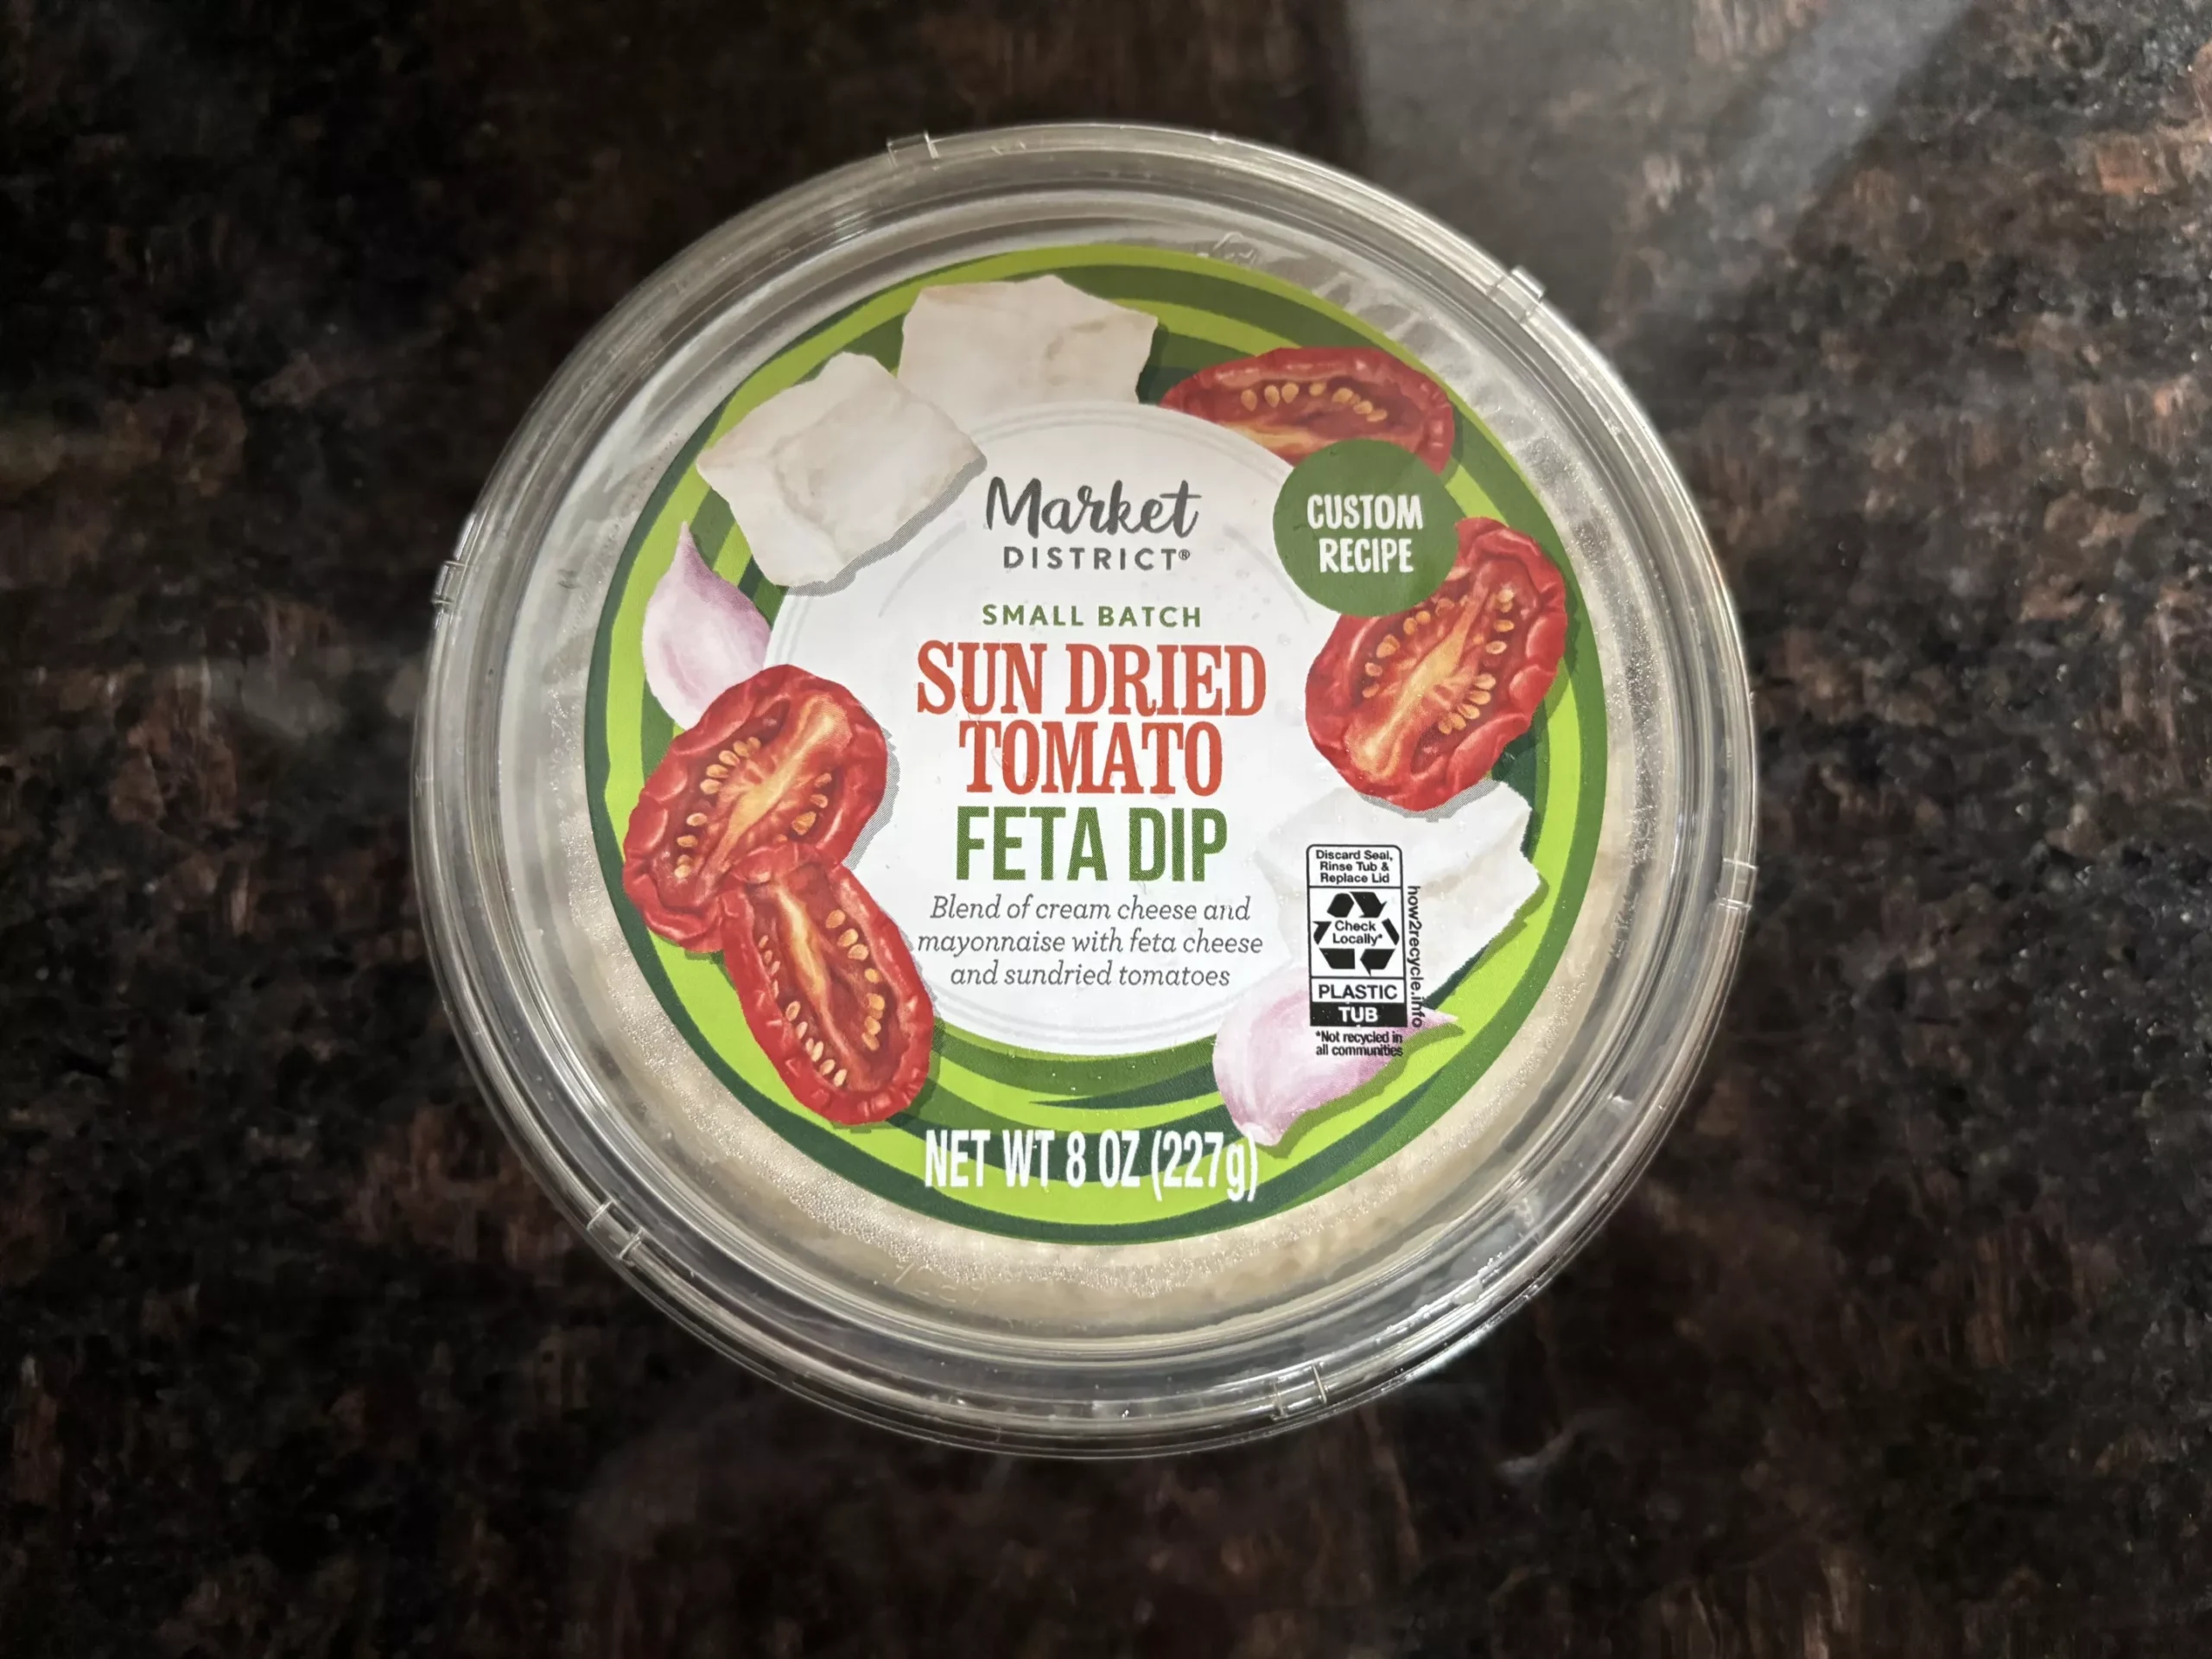 Market
DISTRICT®
CUSTOM
RECIPE
SMALL BATCH
SUN DRIED
TOMATO
FETA DIP
Blend of cream cheese and
mayonnaise with feta cheese
and sundried tomatoes
Discard Seal,
Rinse Tub &
Replace Lid
Check
Locally*
PLASTIC
TUB
*Not recycled in
all communities
how2recycle.info
NET WT 8 OZ (227g)